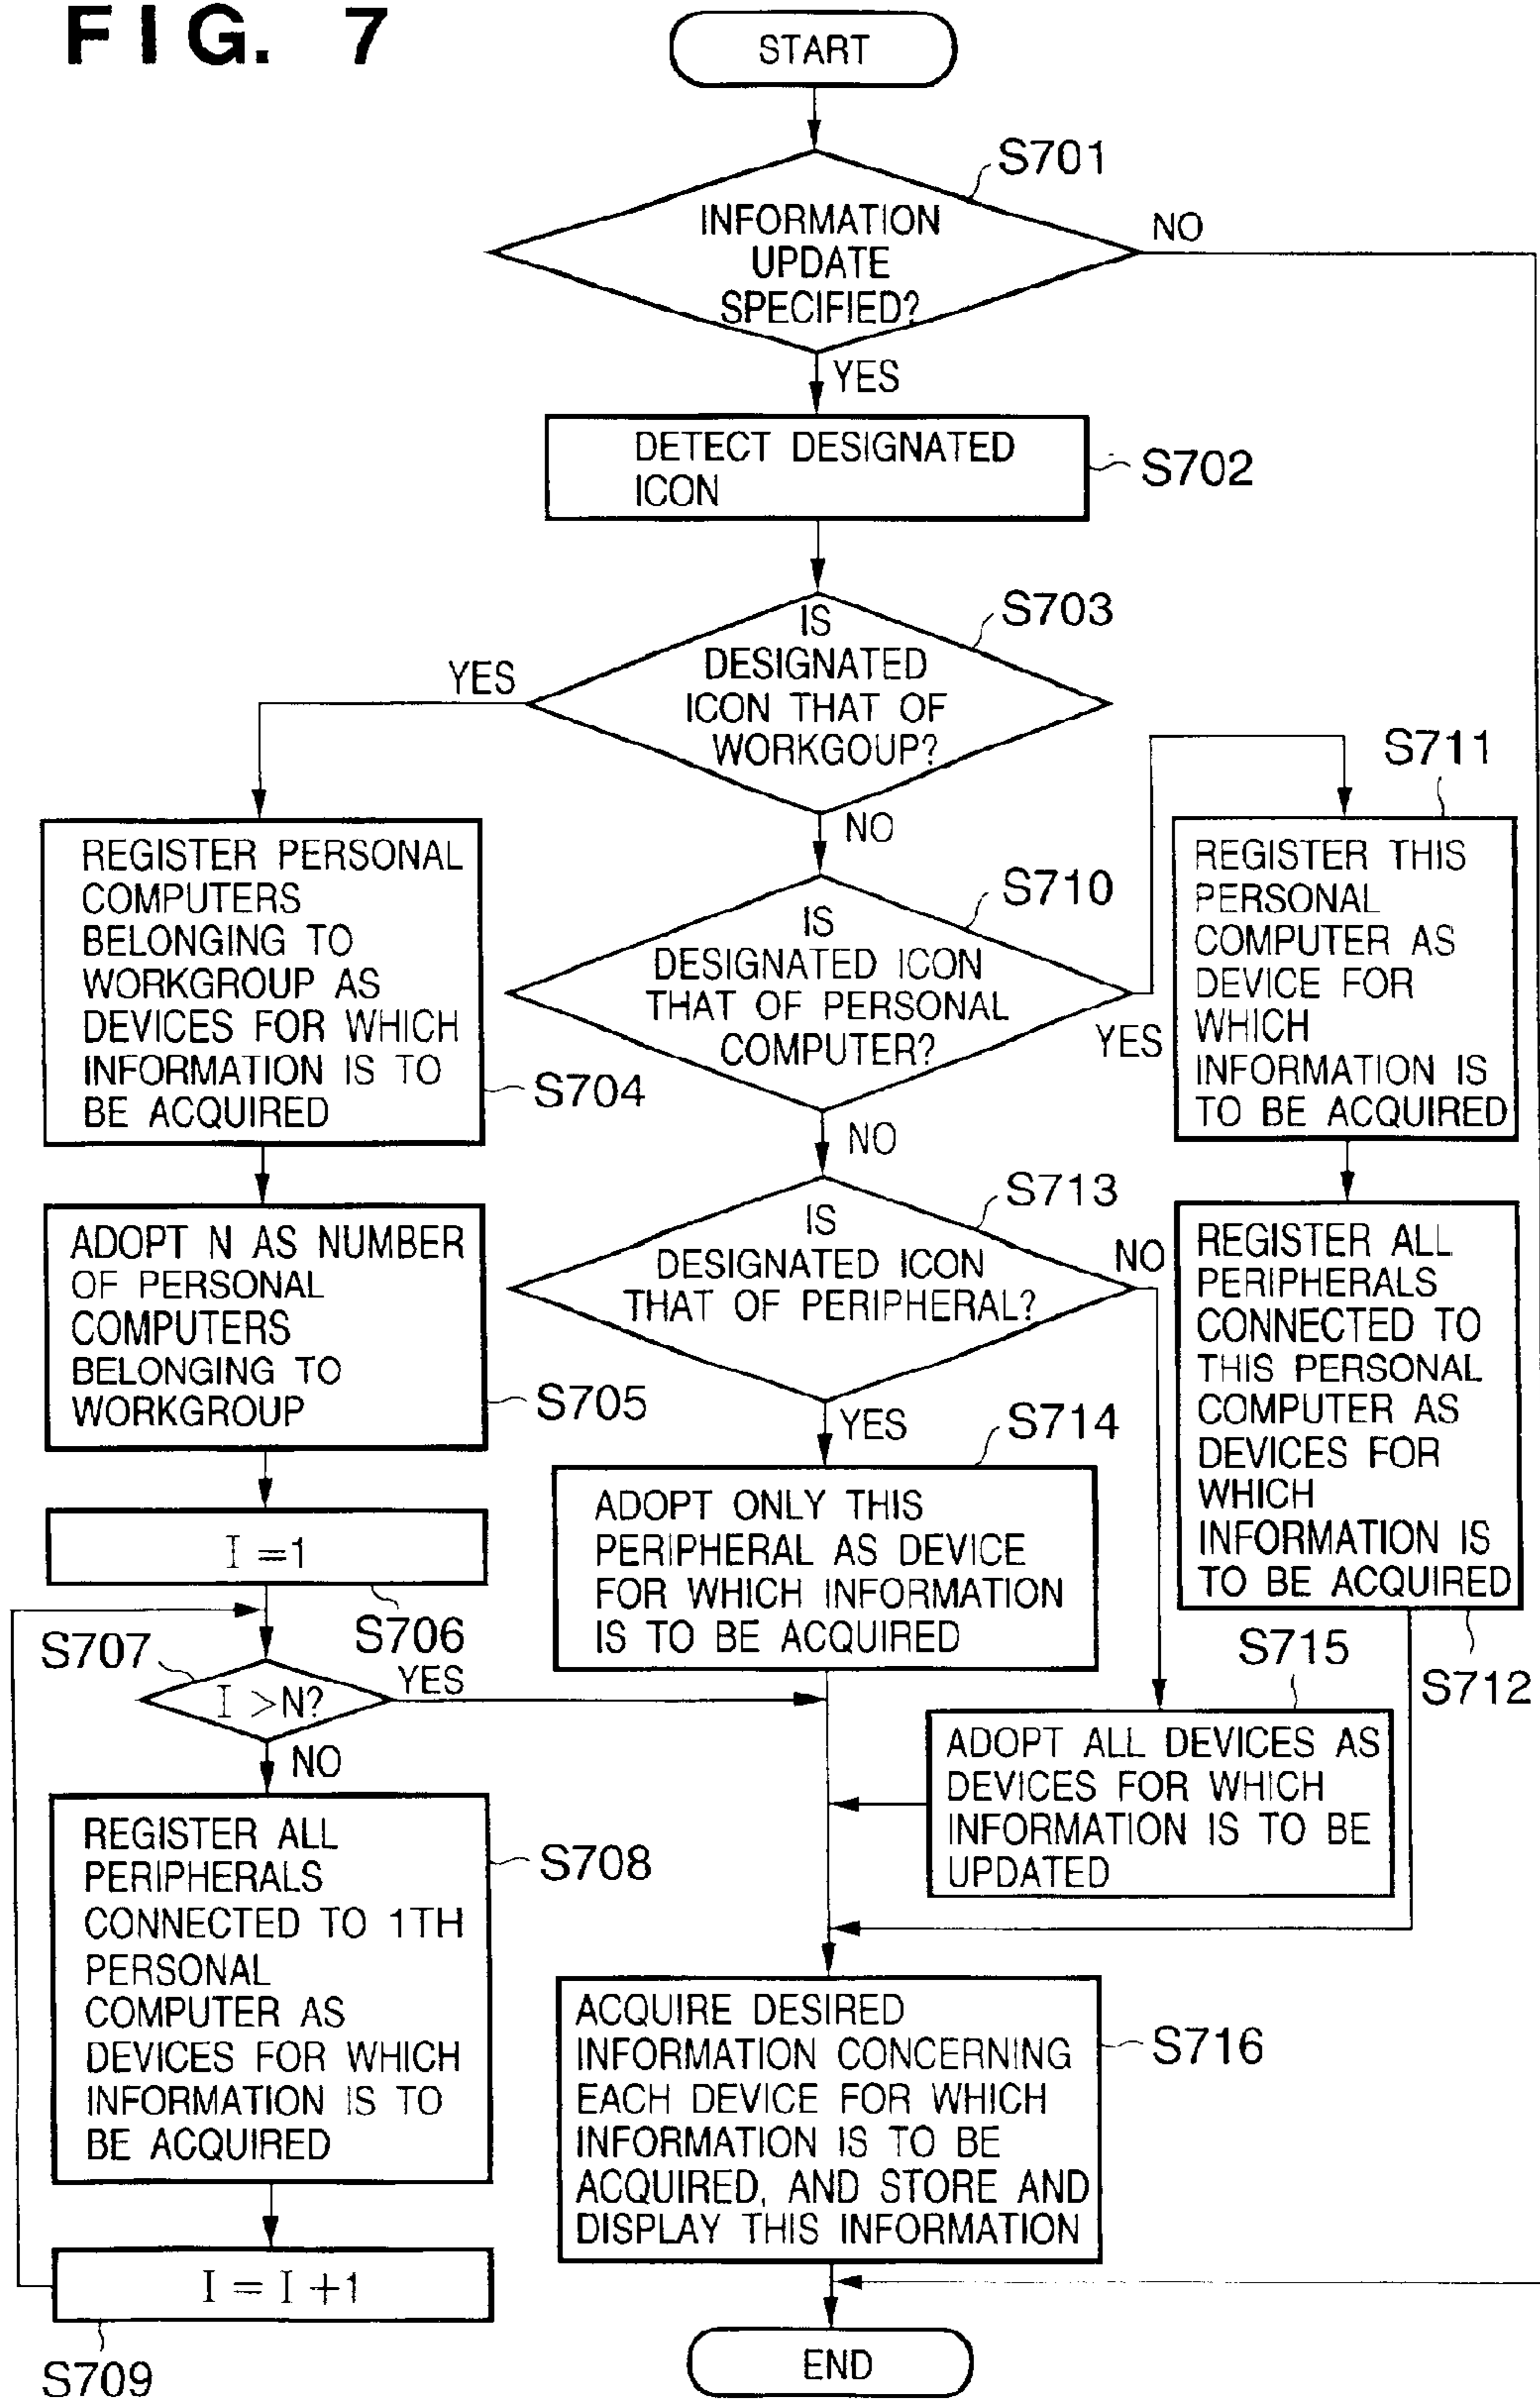 FIG. 7
START
S701
INFORMATION
UPDATE
SPECIFIED?
NO
YES
DETECT DESIGNATED
ICON
S702
S703
IS
DESIGNATED
ICON THAT OF
WORKGOUP?
YES
NO
REGISTER PERSONAL
COMPUTERS
BELONGING TO
WORKGROUP AS
DEVICES FOR WHICH
INFORMATION IS TO
BE ACQUIRED
S704
S710
IS
DESIGNATED ICON
THAT OF PERSONAL
COMPUTER?
YES
NO
S711
REGISTER THIS
PERSONAL
COMPUTER AS
DEVICE FOR
WHICH
INFORMATION IS
TO BE ACQUIRED
ADOPT N AS NUMBER
OF PERSONAL
COMPUTERS
BELONGING TO
WORKGROUP
S705
S713
IS
DESIGNATED ICON
THAT OF PERIPHERAL?
NO
YES
REGISTER ALL
PERIPHERALS
CONNECTED TO
THIS PERSONAL
COMPUTER AS
DEVICES FOR
WHICH
INFORMATION IS
TO BE ACQUIRED
S712
S714
ADOPT ONLY THIS
PERIPHERAL AS DEVICE
FOR WHICH INFORMATION
IS TO BE ACQUIRED
I=1
S706
S707
I>N?
YES
NO
S715
ADOPT ALL DEVICES AS
DEVICES FOR WHICH
INFORMATION IS TO BE
UPDATED
REGISTER ALL
PERIPHERALS
CONNECTED TO 1TH
PERSONAL
COMPUTER AS
DEVICES FOR WHICH
INFORMATION IS TO
BE ACQUIRED
S708
ACQUIRE DESIRED
INFORMATION CONCERNING
EACH DEVICE FOR WHICH
INFORMATION IS TO BE
ACQUIRED, AND STORE AND
DISPLAY THIS INFORMATION
S716
I = I +1
S709
END